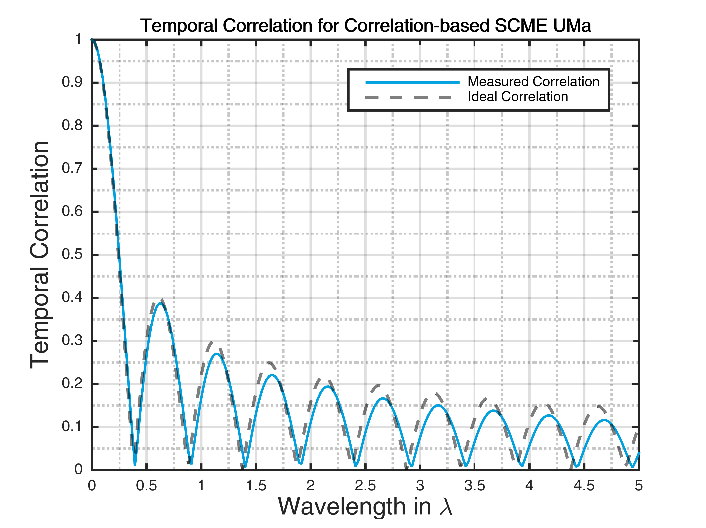 Temporal Correlation for Correlation-based SCME UMa
Measured Correlation
Ideal Correlation
Temporal Correlation
1
0.9
0.8
0.7
0.6
0.5
0.4
0.3
0.2
0.1
0
0 0.5 1 1.5 2 2.5 3 3.5 4 4.5 5
Wavelength in λ